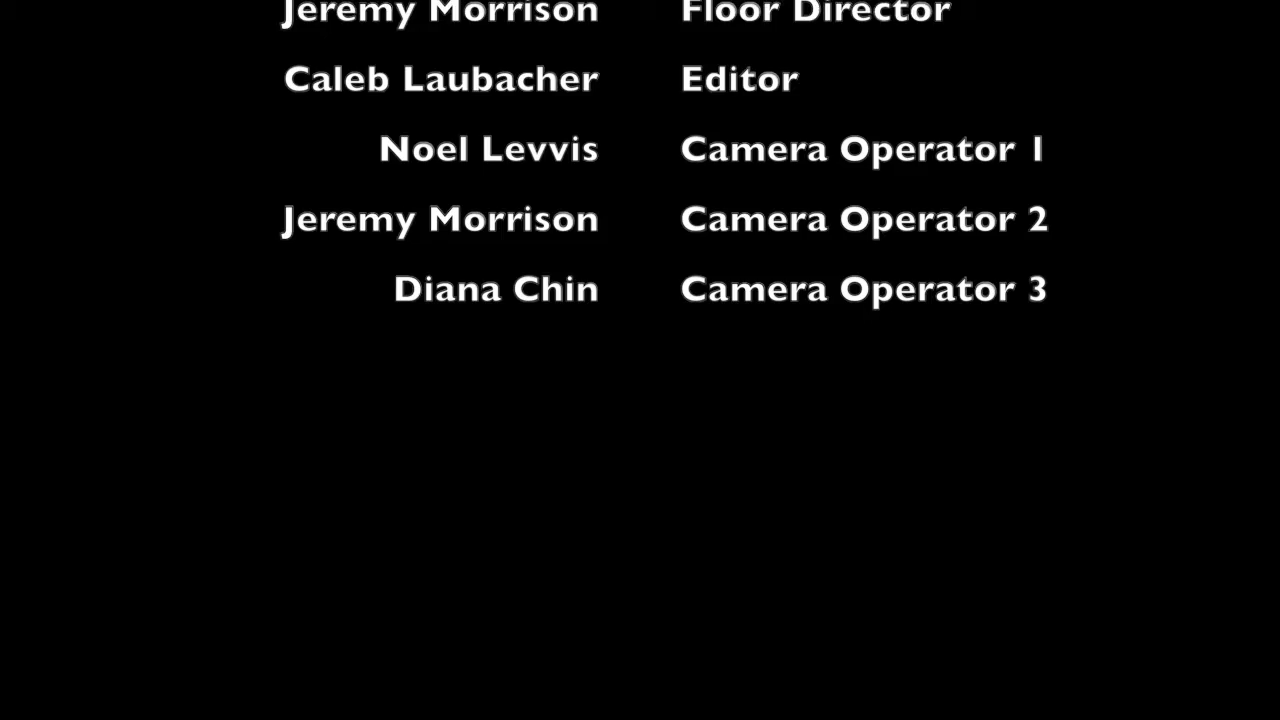 Jeremy Morrison Floor Director
Caleb Laubacher Editor
Noel Levvis Camera Operator 1
Jeremy Morrison Camera Operator 2
Diana Chin Camera Operator 3